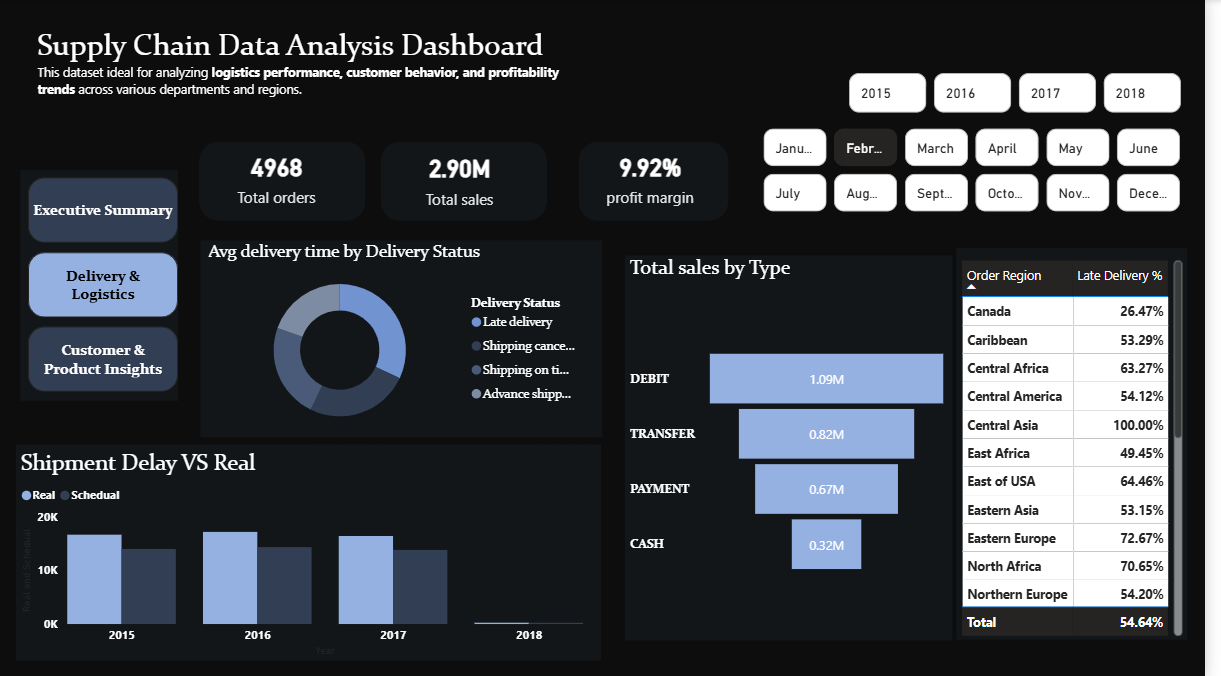 Supply Chain Data Analysis Dashboard
This dataset ideal for analyzing logistics performance, customer behavior, and profitability
trends across various departments and regions.
2015
2016
2017
2018
Janu...
Febr...
March
April
May
June
July
Aug...
Sept...
Octo...
Nov...
Dece...
4968
Total orders
2.90M
Total sales
9.92%
profit margin
Executive Summary
Delivery &
Logistics
Customer &
Product Insights
Avg delivery time by Delivery Status
Delivery Status
Late delivery
Shipping cance...
Shipping on ti...
Advance shipp...
Shipment Delay VS Real
Real
Schedual
Real and Schedual
20K
10K
0K
2015
2016
2017
2018
Year
Total sales by Type
DEBIT
1.09M
TRANSFER
0.82M
PAYMENT
0.67M
CASH
0.32M
Order Region Late Delivery %
Canada 26.47%
Caribbean 53.29%
Central Africa 63.27%
Central America 54.12%
Central Asia 100.00%
East Africa 49.45%
East of USA 64.46%
Eastern Asia 53.15%
Eastern Europe 72.67%
North Africa 70.65%
Northern Europe 54.20%
Total 54.64%